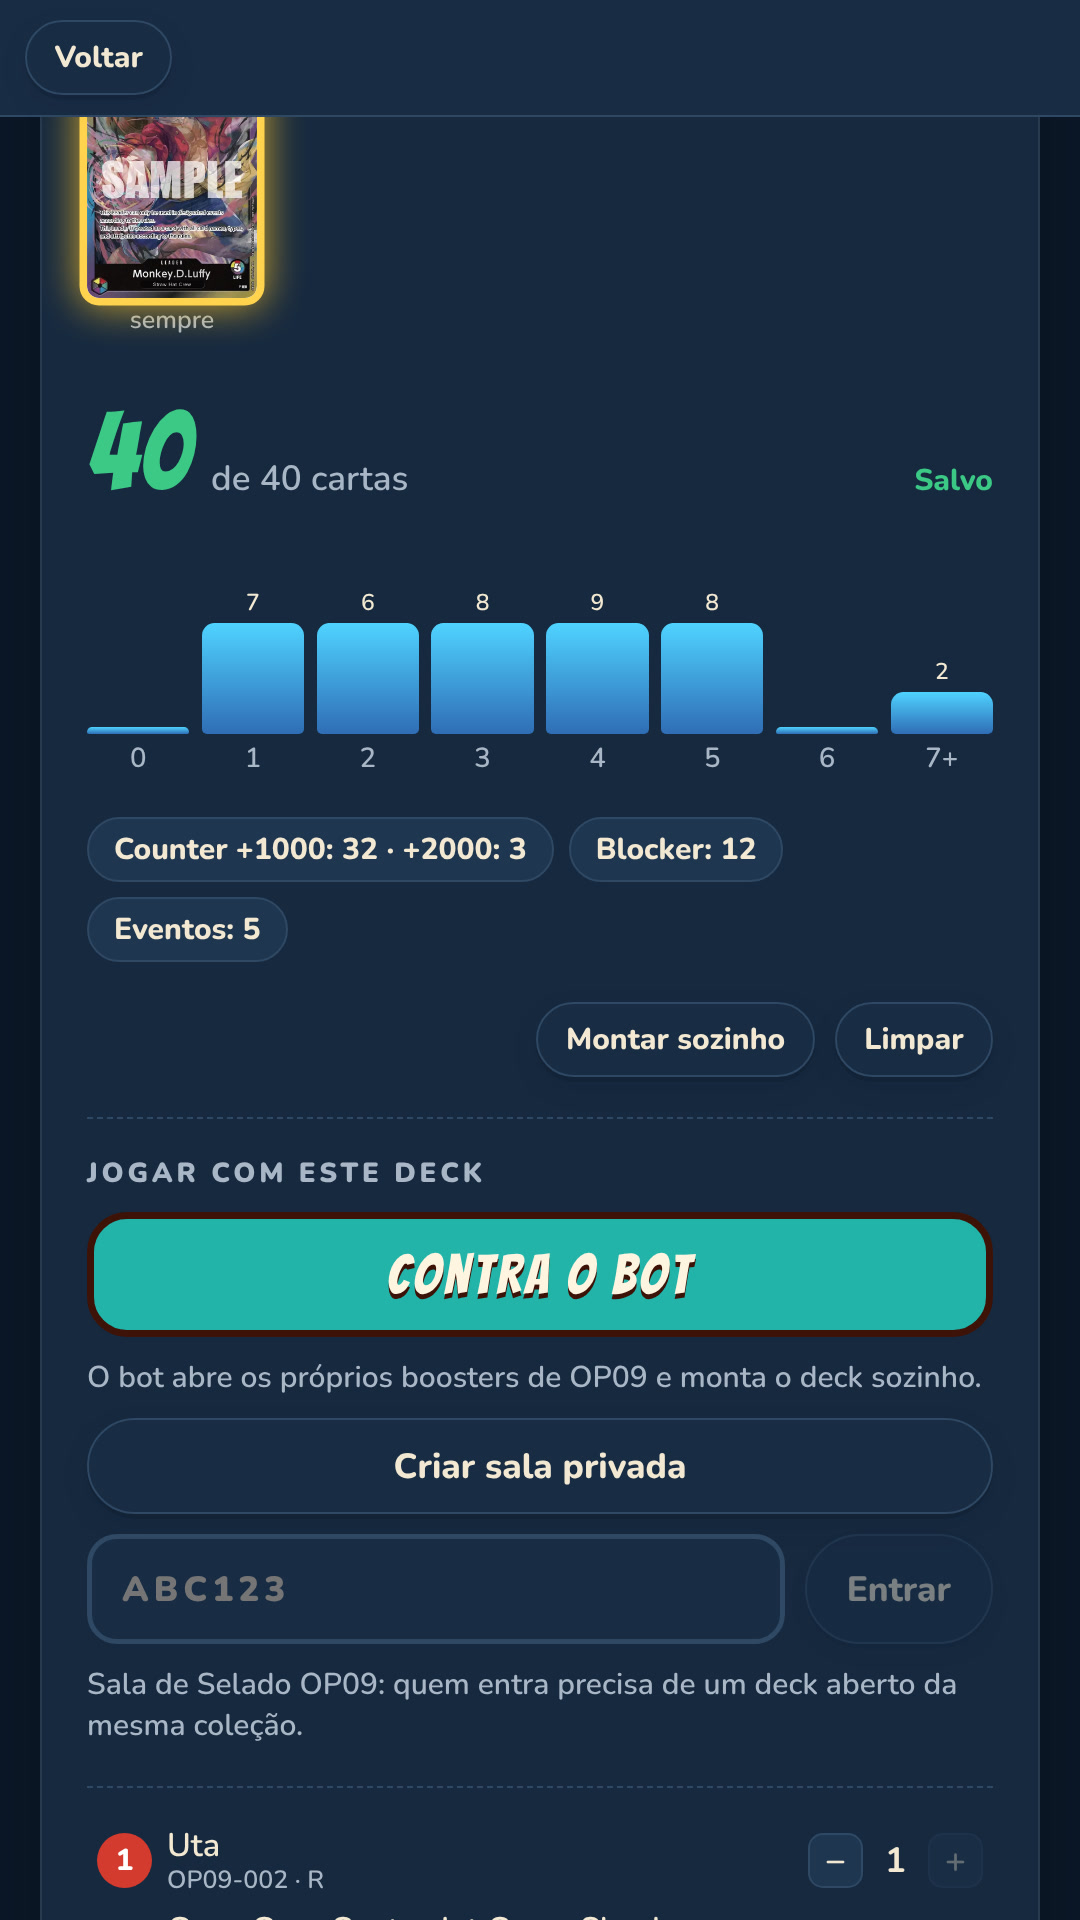 Voltar
SAMPLE
LEADER
Monkey.D.Luffy
Straw Hat Crew
sempre
40 de 40 cartas
Salvo
7 6 8 9 8 2
0 1 2 3 4 5 6 7+
Counter +1000: 32 · +2000: 3
Blocker: 12
Eventos: 5
Montar sozinho
Limpar
JOGAR COM ESTE DECK
CONTRA O BOT
O bot abre os próprios boosters de OP09 e monta o deck sozinho.
Criar sala privada
ABC123
Entrar
Sala de Selado OP09: quem entra precisa de um deck aberto da
mesma coleção.
1 Uta − 1 +
OP09-002 · R